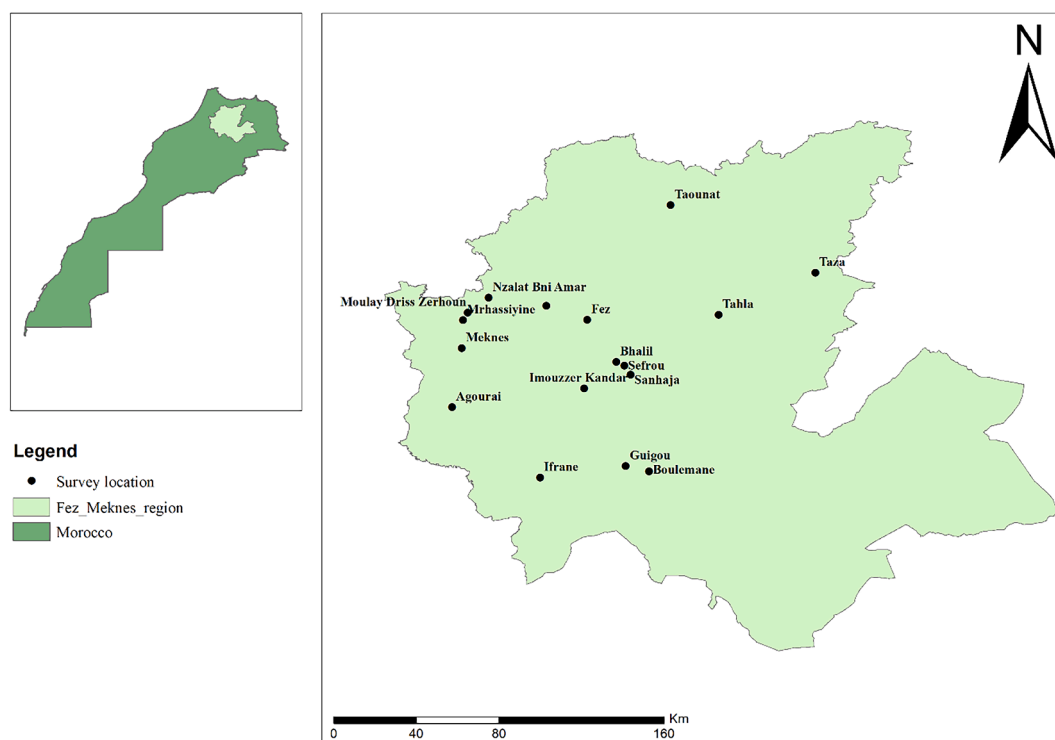 N
Taounat
Taza
Nzalat Bni Amar
Moulay Driss Zerhoun
Mrhassiyine
Fez
Tahla
Meknes
Bhalil
Sefrou
Imouzzer Kandar
Sanhaja
Agourai
Guigou
Ifrane
Boulemane
Legend
Survey location
Fez_Meknes_region
Morocco
Km
0 40 80 160